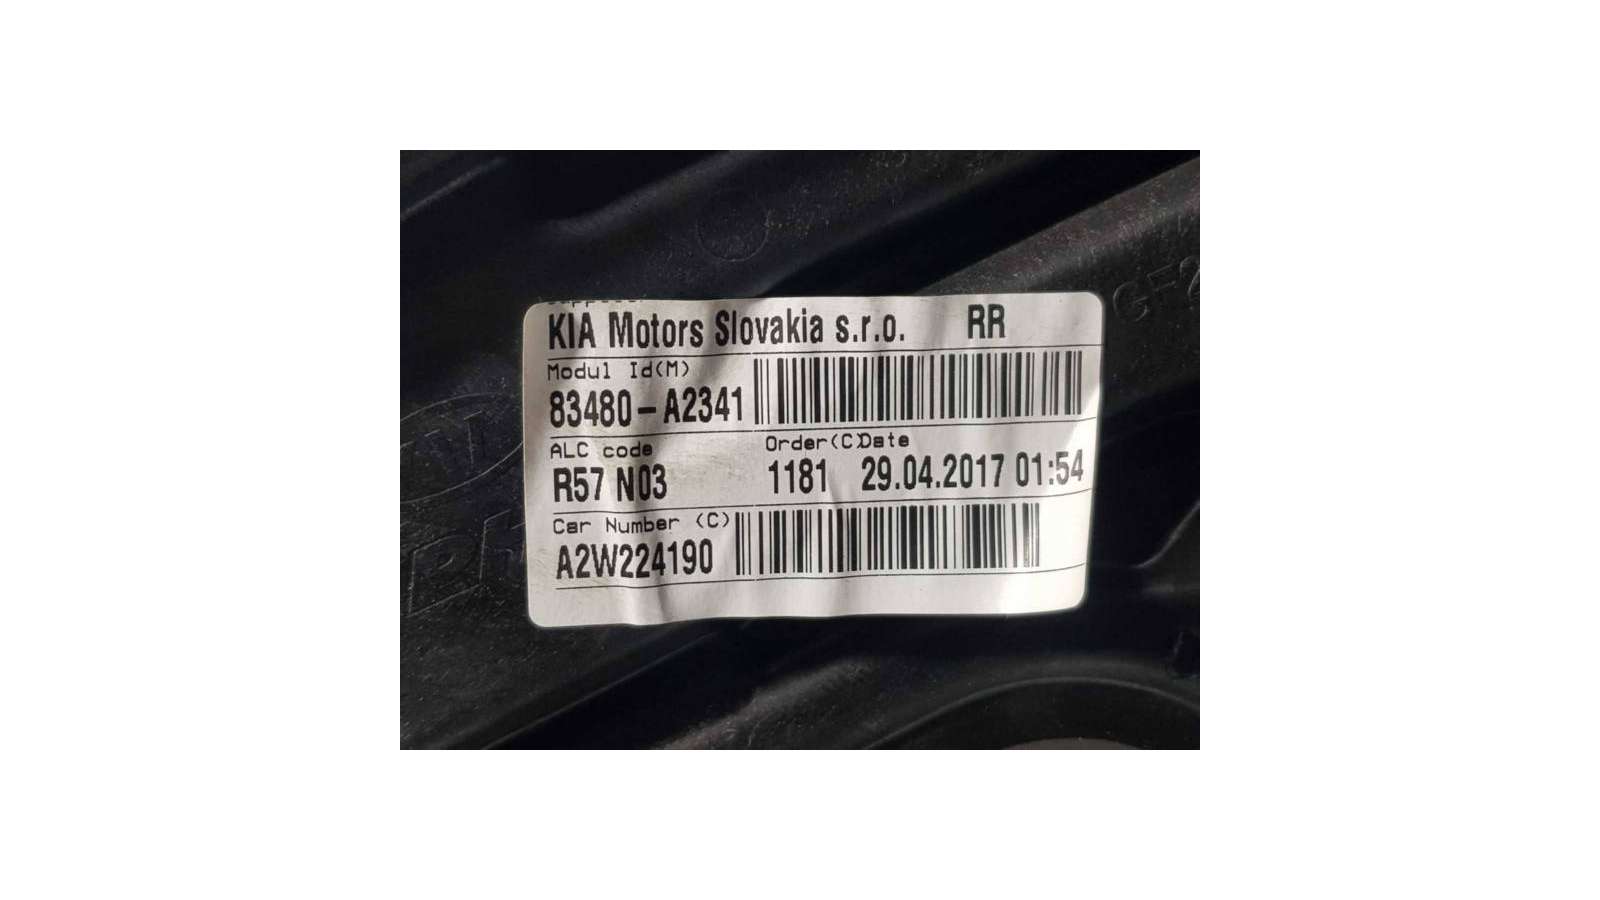 KIA Motors Slovakia s.r.o. RR
Modul Id(M)
83480-A2341
ALC code Order(C)Date
R57 N03 1181 29.04.2017 01:54
Car Number (C)
A2W224190